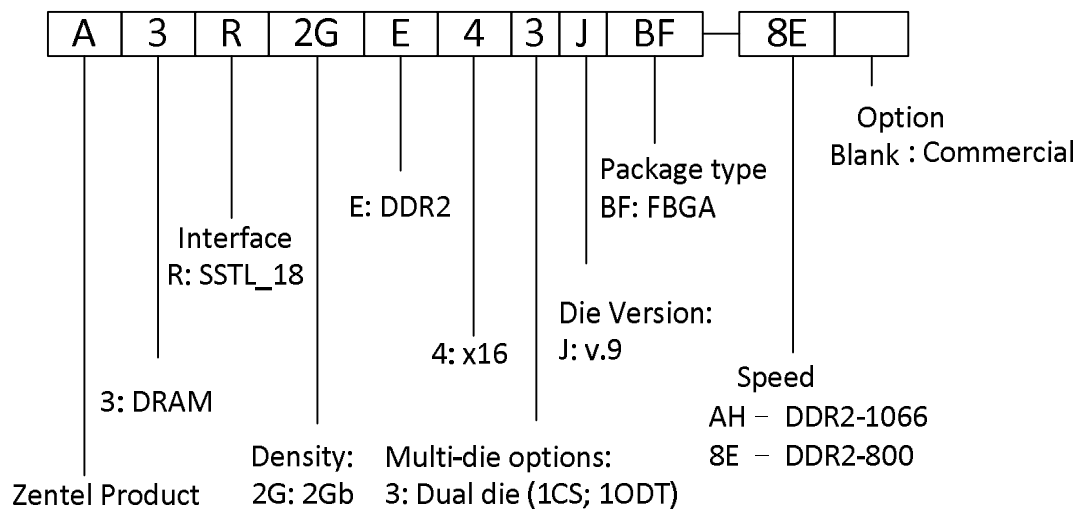 A 3 R 2G E 4 3 J BF 8E
Option
Blank : Commercial
Package type
BF: FBGA
E: DDR2
Interface
R: SSTL_18
Die Version:
J: v.9
4: x16
Speed
AH – DDR2-1066
8E – DDR2-800
3: DRAM
Density:
2G: 2Gb
Multi-die options:
3: Dual die (1CS; 1ODT)
Zentel Product